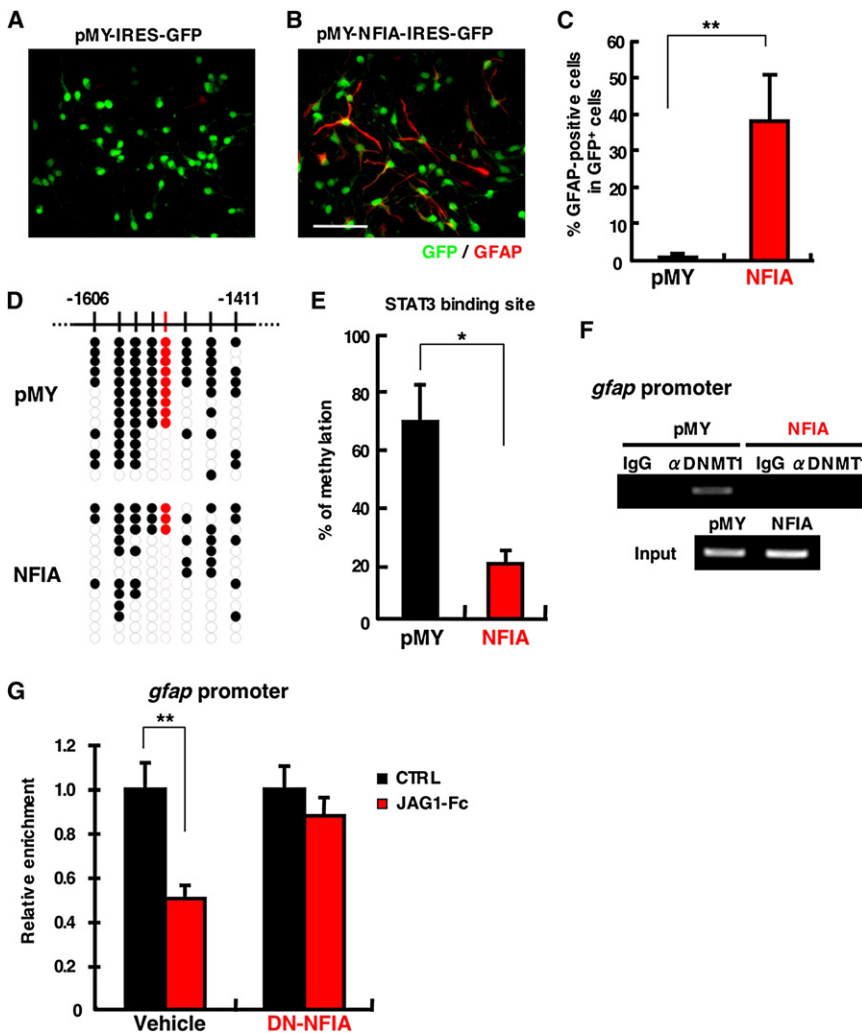 A
pMY-IRES-GFP
B
pMY-NFIA-IRES-GFP
GFP / GFAP
C
**
% GFAP-positive cells
in GFP+ cells
60
50
40
30
20
10
0
pMY
NFIA
D
-1606
-1411
pMY
NFIA
E
STAT3 binding site
*
% of methylation
100
80
60
40
20
0
pMY
NFIA
F
gfap promoter
pMY
NFIA
IgG
αDNMT1
IgG
αDNMT1
pMY
NFIA
Input
G
gfap promoter
**
Relative enrichment
1.2
1.0
0.8
0.6
0.4
0.2
0
CTRL
JAG1-Fc
Vehicle
DN-NFIA